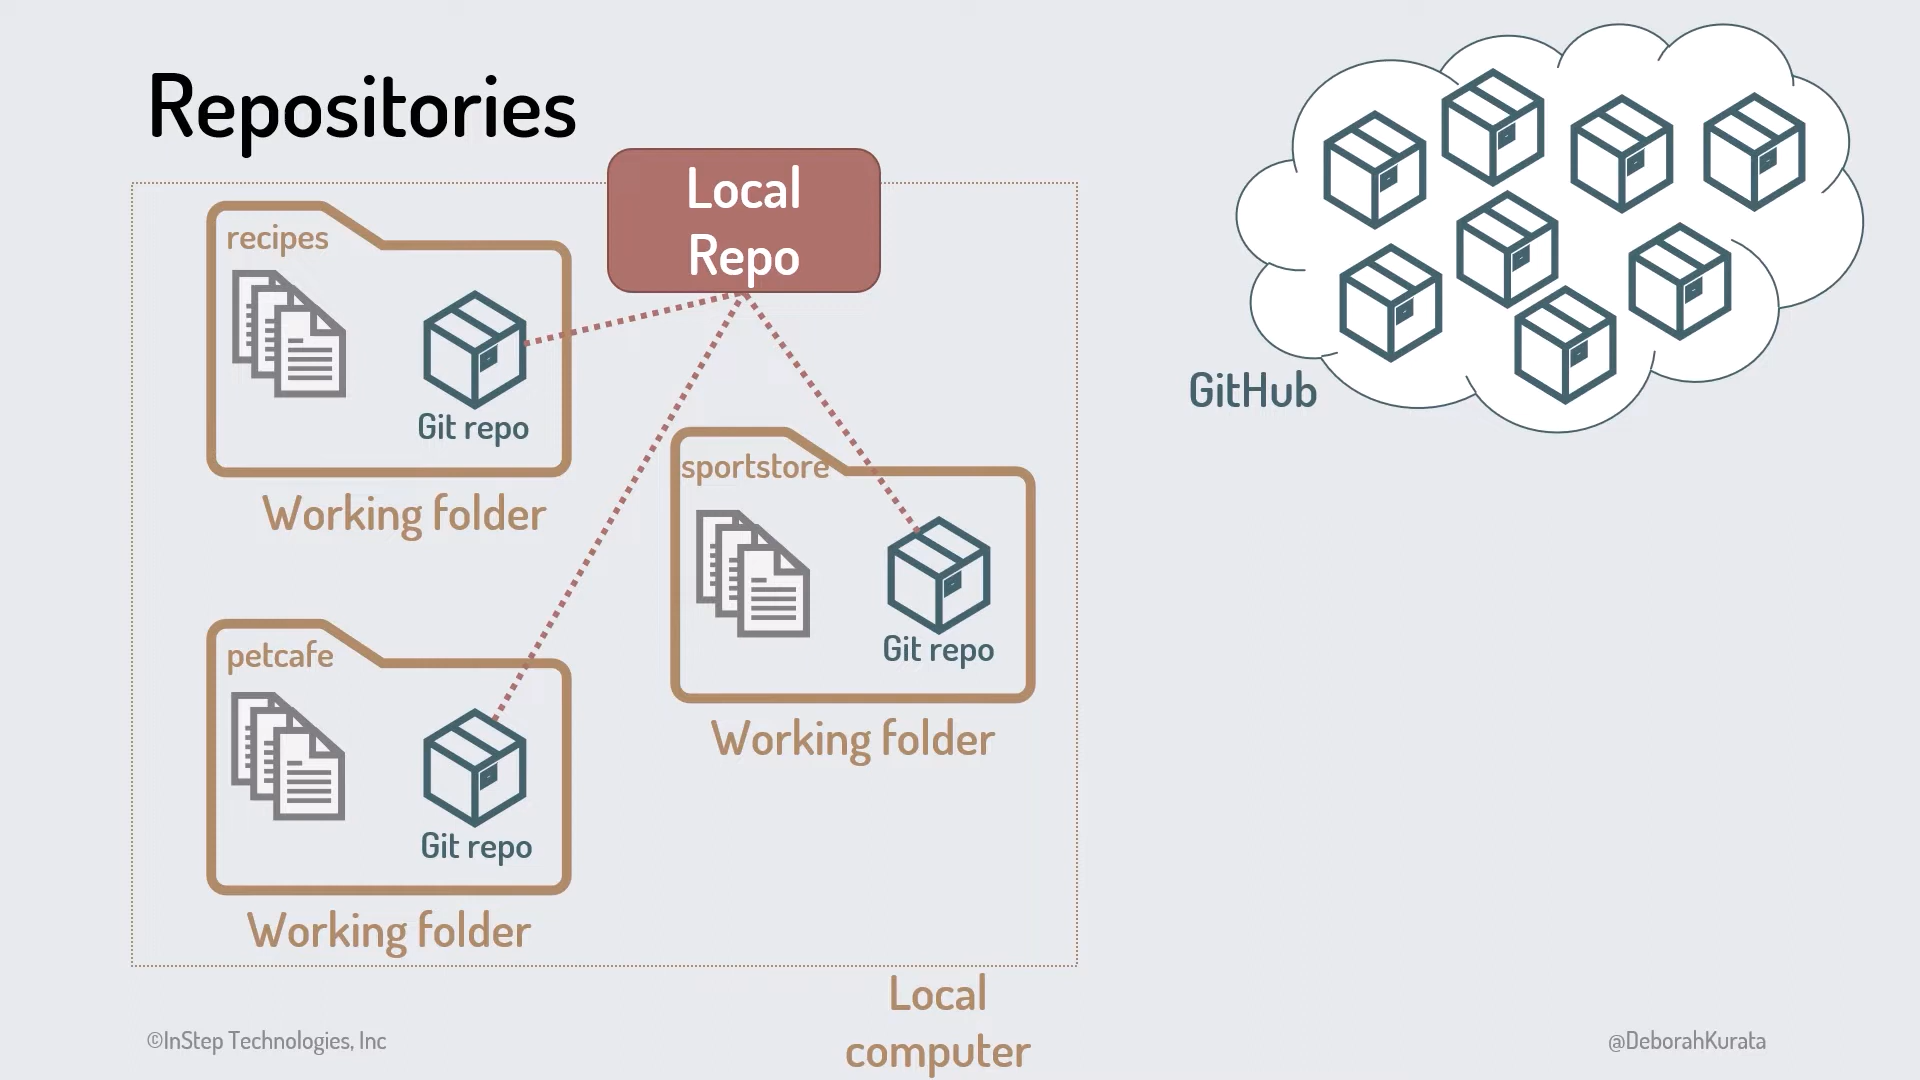 Repositories
Local
Repo
recipes
Git repo
Working folder
GitHub
sportstore
Git repo
Working folder
petcafe
Git repo
Working folder
Local
computer
©InStep Technologies, Inc
@DeborahKurata